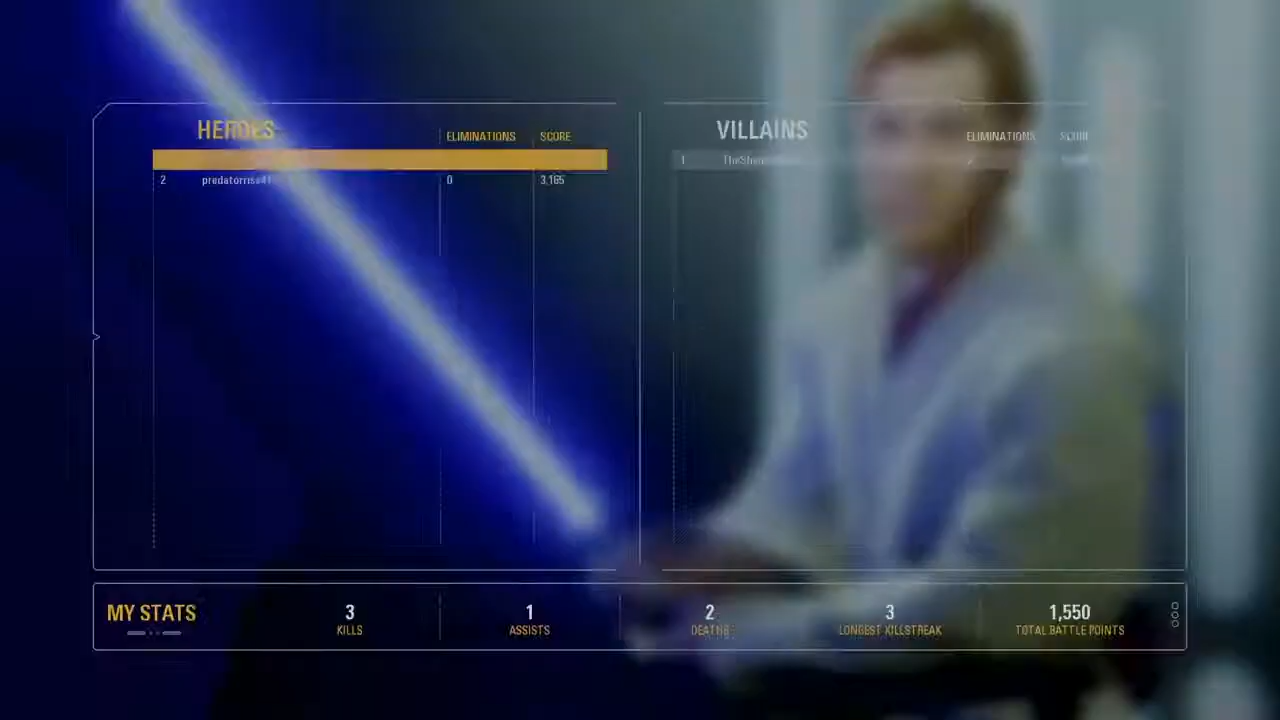 HEROES ELIMINATIONS SCORE
2 0 3,165
VILLAINS ELIMINATIONS SCORE
1
MY STATS
3 1 2 3 1,550
KILLS ASSISTS DEATHS LONGEST KILLSTREAK TOTAL BATTLE POINTS